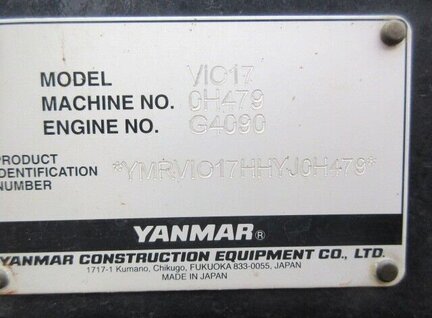 MODEL VIO17
MACHINE NO. 0H479
ENGINE NO. G4090
PRODUCT
IDENTIFICATION *YMRVIO17HHYJ0H479*
NUMBER
YANMAR®
YANMAR CONSTRUCTION EQUIPMENT CO., LTD.
1717-1 Kumano, Chikugo, FUKUOKA 833-0055, JAPAN
MADE IN JAPAN